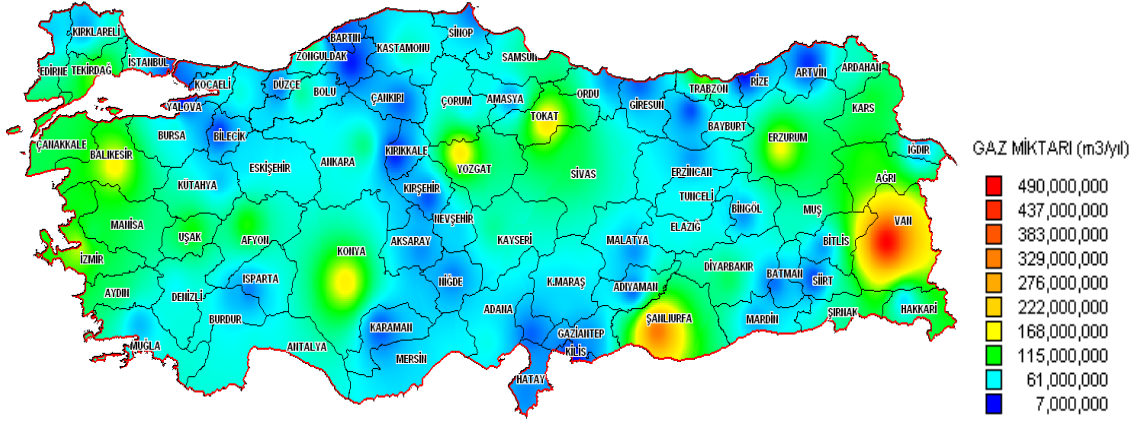 KIRKLARELİ
EDİRNE
TEKİRDAĞ
İSTANBUL
KOCAELİ
YALOVA
DÜZCE
BOLU
ZONGULDAK
BARTIN
KASTAMONU
SİNOP
SAMSUN
ÇANKIRI
ÇORUM
AMASYA
TOKAT
ORDU
GİRESUN
TRABZON
RİZE
ARTVİN
ARDAHAN
KARS
BAYBURT
ERZURUM
IĞDIR
AĞRI
ÇANAKKALE
BALIKESİR
BURSA
BİLECİK
ESKİŞEHİR
ANKARA
KIRIKKALE
YOZGAT
SİVAS
ERZİNCAN
TUNCELİ
BİNGÖL
MUŞ
VAN
KÜTAHYA
KIRŞEHİR
NEVŞEHİR
KAYSERİ
MALATYA
ELAZIĞ
BİTLİS
MANİSA
UŞAK
AFYON
KONYA
AKSARAY
İZMİR
AYDIN
DENİZLİ
ISPARTA
BURDUR
NİĞDE
K.MARAŞ
ADIYAMAN
DİYARBAKIR
BATMAN
SİİRT
ŞIRNAK
HAKKARİ
MUĞLA
ANTALYA
KARAMAN
MERSİN
ADANA
GAZİANTEP
KİLİS
HATAY
ŞANLIURFA
MARDİN
GAZ MİKTARI (m3/yıl)
490,000,000
437,000,000
383,000,000
329,000,000
276,000,000
222,000,000
168,000,000
115,000,000
61,000,000
7,000,000